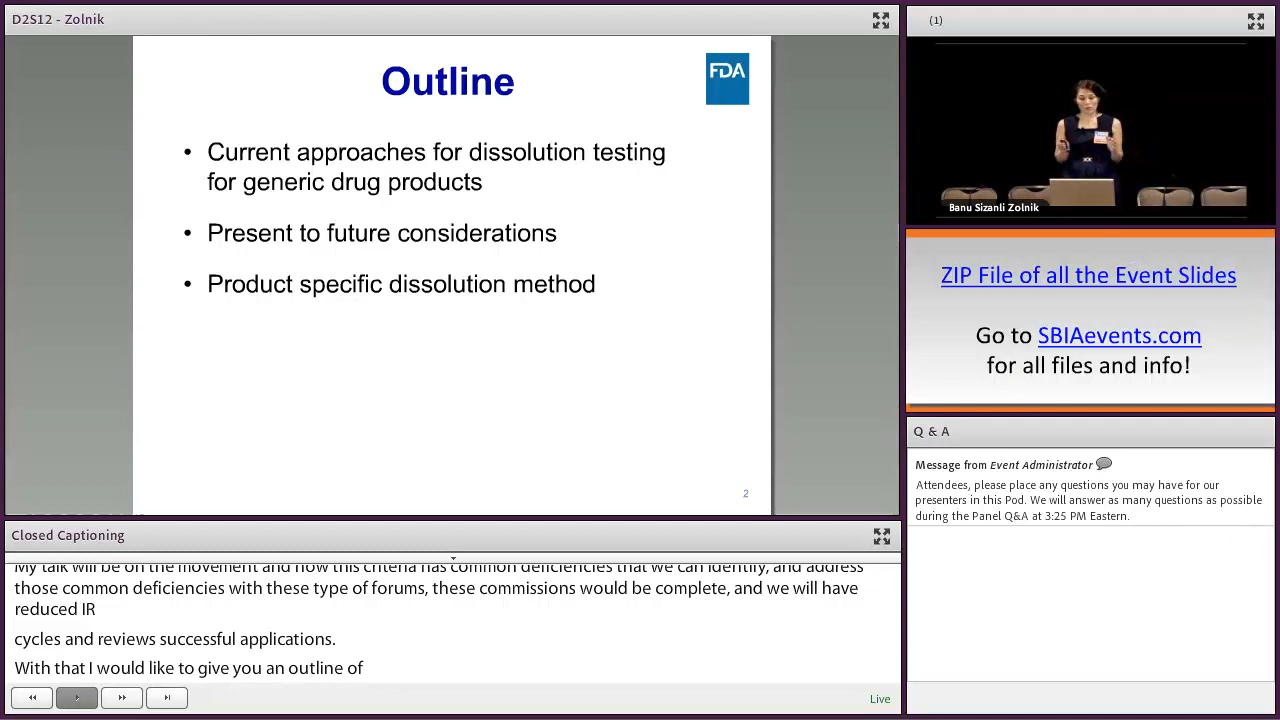 D2S12 - Zolnik
Outline
FDA
• Current approaches for dissolution testing
for generic drug products
• Present to future considerations
• Product specific dissolution method
2
Closed Captioning
My talk will be on the movement and how this criteria has common deficiencies that we can identify, and address
those common deficiencies with these type of forums, these commissions would be complete, and we will have
reduced IR
cycles and reviews successful applications.
With that I would like to give you an outline of
Live
(1)
Banu Sizanli Zolnik
ZIP File of all the Event Slides
Go to SBIAevents.com
for all files and info!
Q & A
Message from Event Administrator
Attendees, please place any questions you may have for our
presenters in this Pod. We will answer as many questions as possible
during the Panel Q&A at 3:25 PM Eastern.